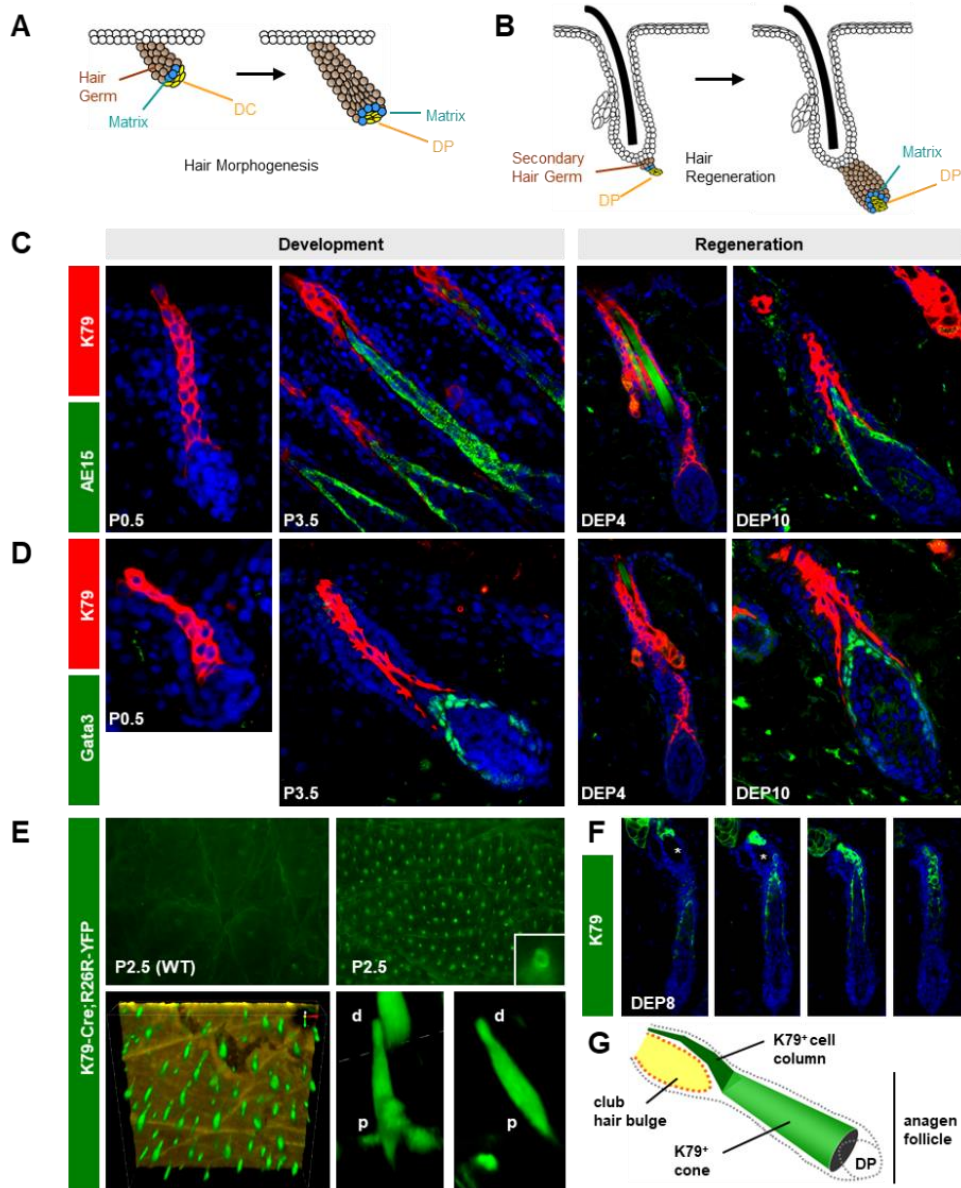 A
Hair
Germ
Matrix
DC
Matrix
DP
Hair Morphogenesis
B
Secondary
Hair Germ
DP
Hair
Regeneration
Matrix
DP
C
Development
Regeneration
K79
AE15
P0.5
P3.5
DEP4
DEP10
D
K79
Gata3
P0.5
P3.5
DEP4
DEP10
E
K79-Cre;R26R-YFP
P2.5 (WT)
P2.5
d
p
d
p
F
K79
*
*
DEP8
G
K79+ cell
column
club
hair bulge
K79+
cone
DP
anagen
follicle